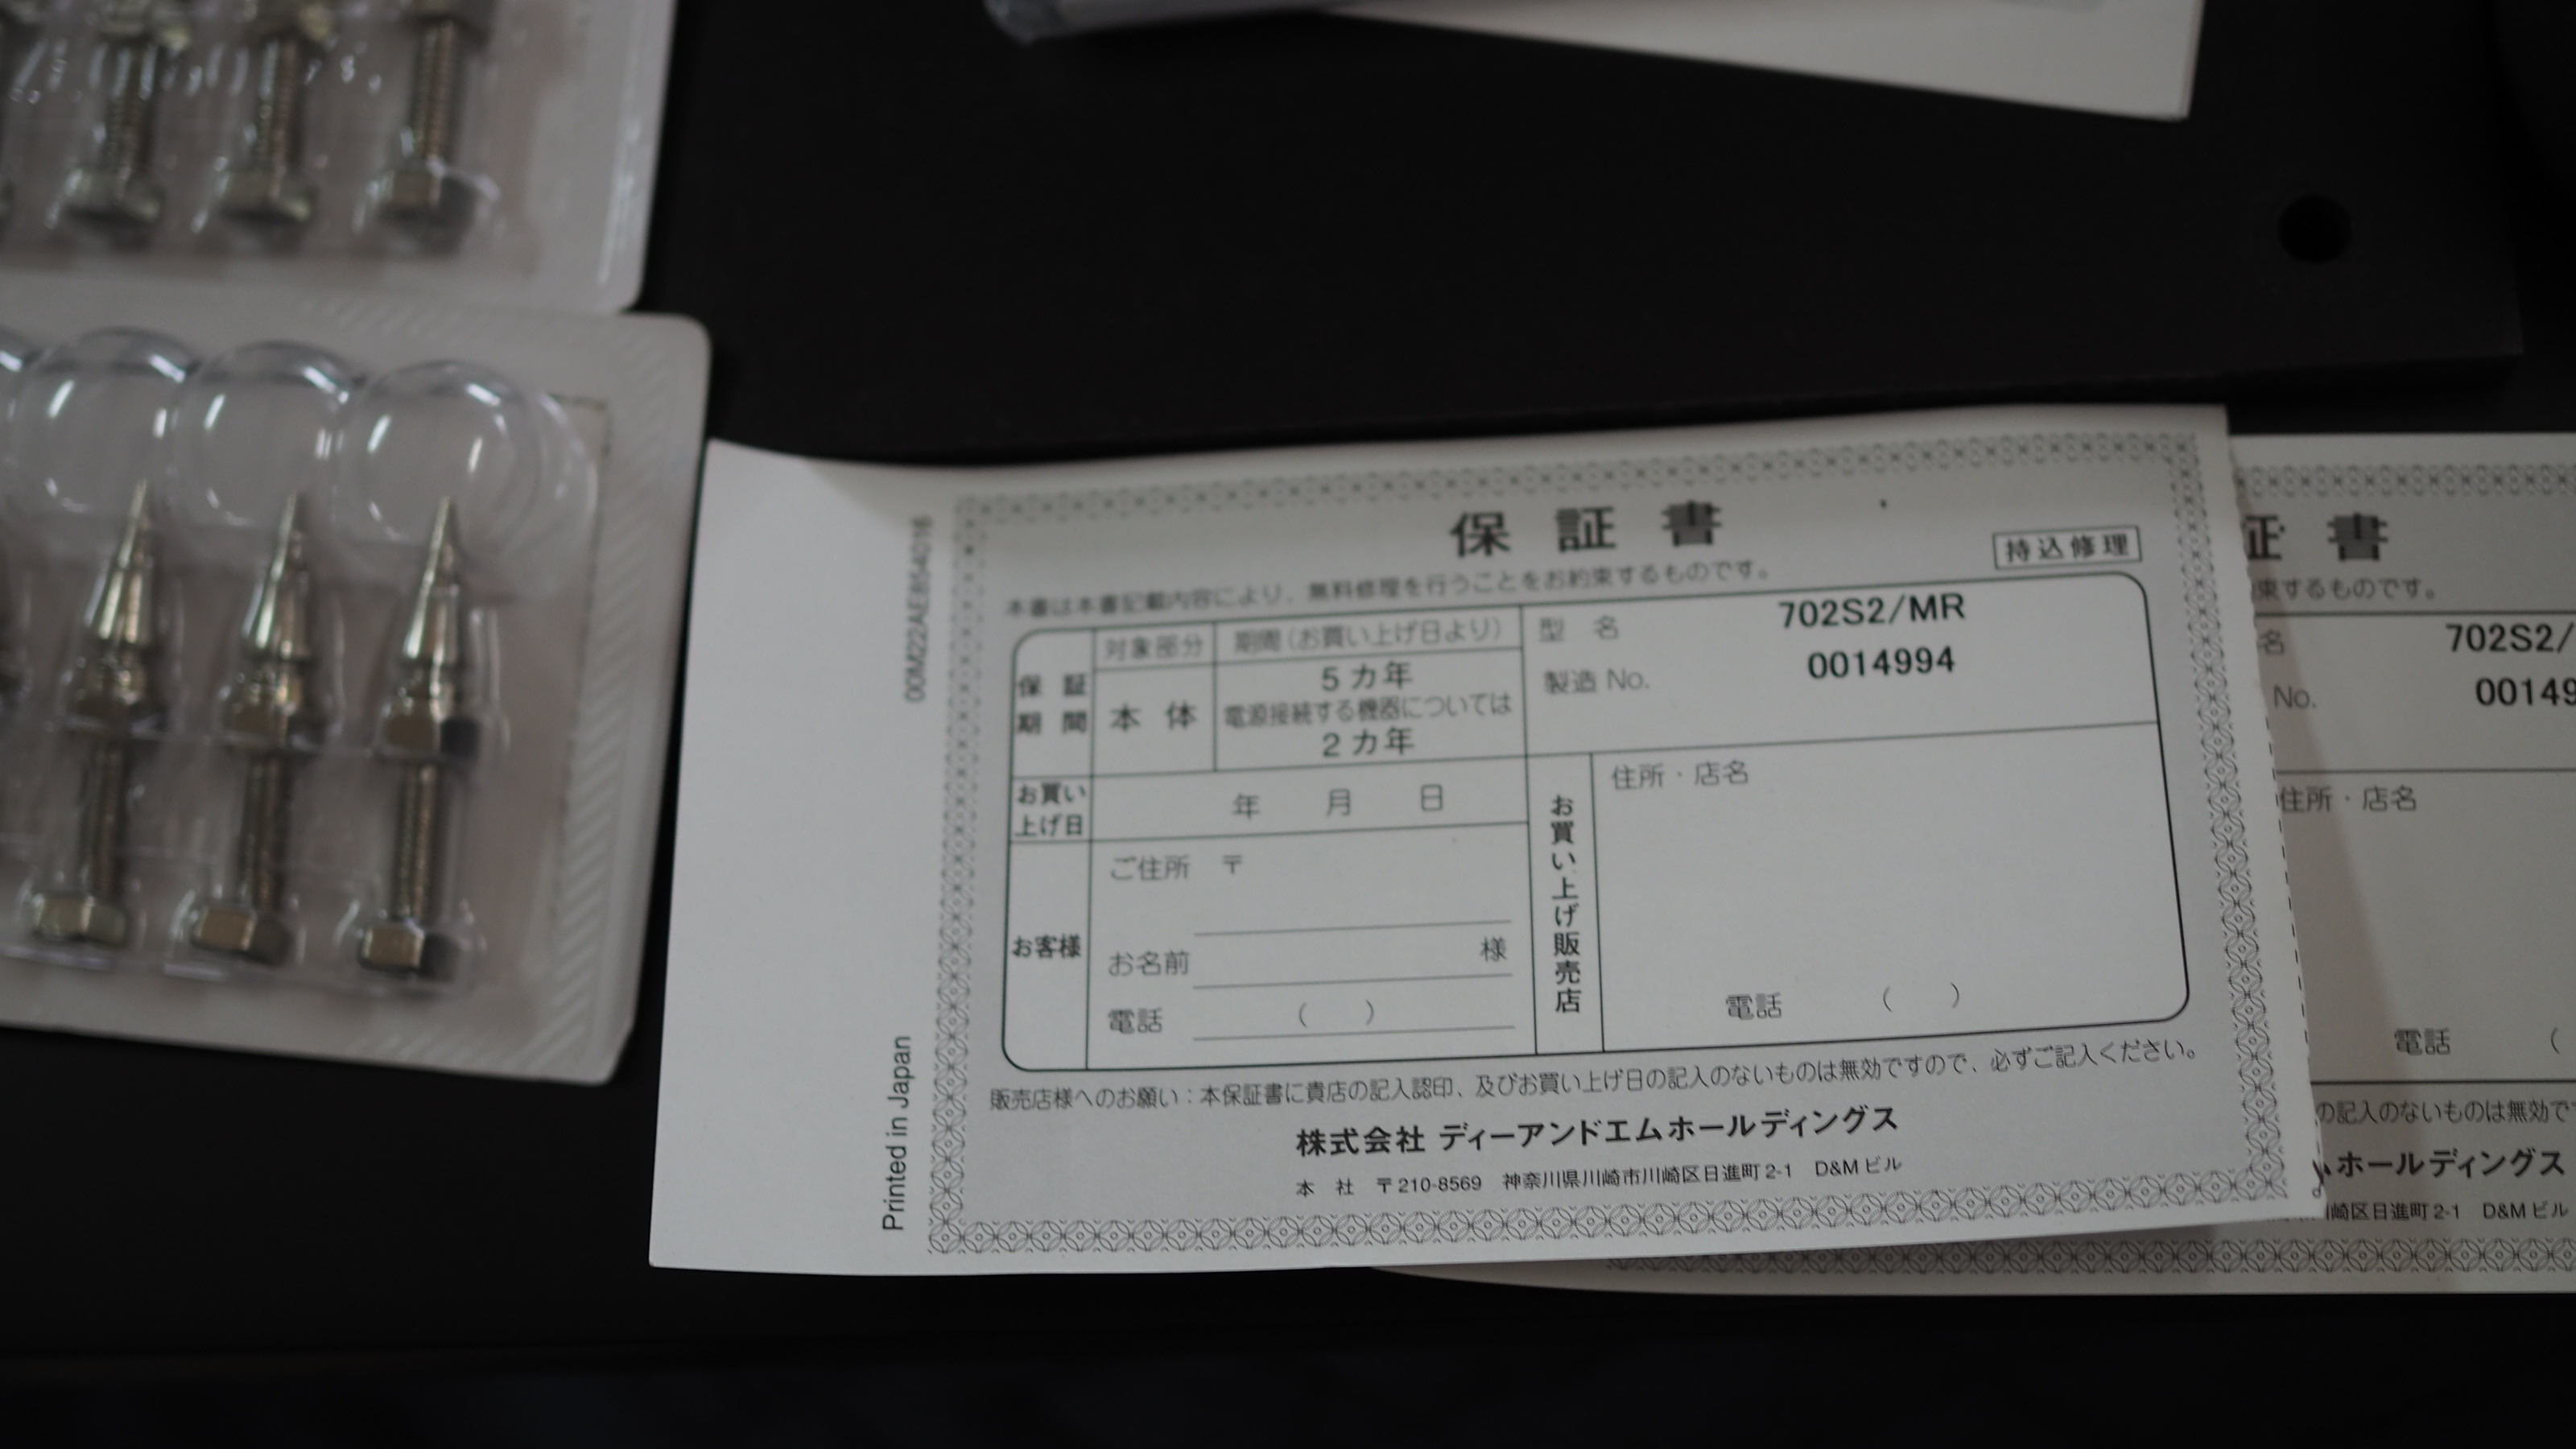 保証書
持込修理
本書は本書記載内容により、無料修理を行うことをお約束するものです。
保証期間
対象部分
期間（お買い上げ日より）
本体
5カ年
電源接続する機器については
2カ年
型名
702S2/MR
製造 No.
0014994
お買い上げ日
年 月 日
お客様
ご住所 〒
お名前 様
電話 （ ）
お買い上げ販売店
住所・店名
電話 （ ）
販売店様へのお願い：本保証書に貴店の記入認印、及びお買い上げ日の記入のないものは無効ですので、必ずご記入ください。
株式会社 ディーアンドエムホールディングス
本 社 〒210-8569 神奈川県川崎市川崎区日進町2-1 D&Mビル
Printed in Japan
00M22AE854016
証書
束するものです。
名
702S2/
No.
00149
住所・店名
電話 （
の記入のないものは無効で
ムホールディングス
崎区日進町2-1 D&Mビル